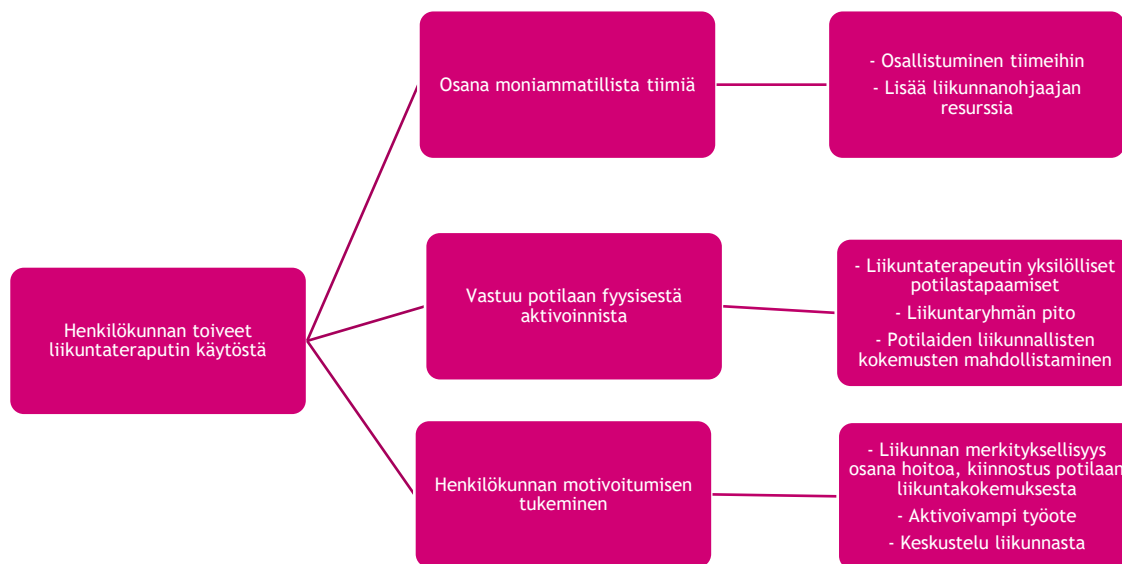 Henkilökunnan toiveet
liikuntateraputin käytöstä
Osana moniammatillista tiimiä
- Osallistuminen tiimeihin
- Lisää liikunnanohjaajan
resurssia
Vastuu potilaan fyysisestä
aktivoinnista
- Liikuntaterapeutin yksilölliset
potilastapaamiset
- Liikuntaryhmän pito
- Potilaiden liikunnallisten
kokemusten mahdollistaminen
Henkilökunnan motivoitumisen
tukeminen
- Liikunnan merkityksellisyys
osana hoitoa, kiinnostus potilaan
liikuntakokemuksesta
- Aktivoivampi työote
- Keskustelu liikunnasta